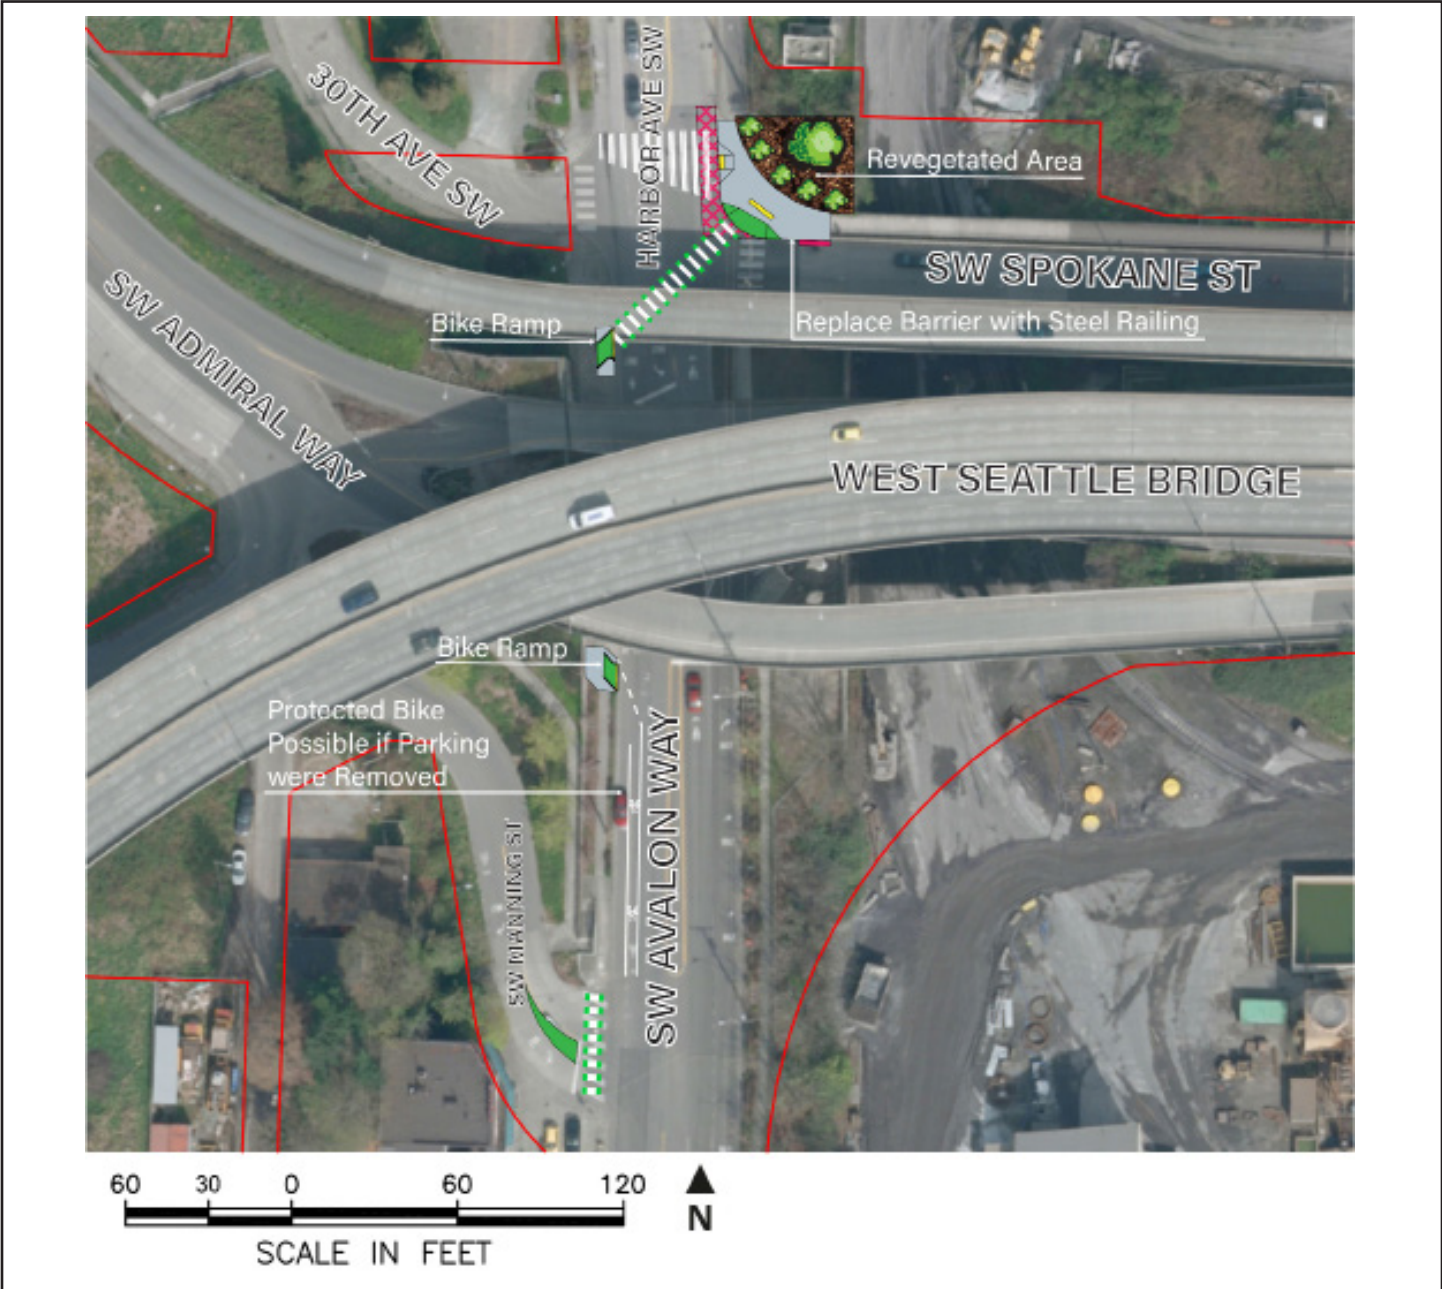 30TH AVE SW
HARBOR AVE SW
Revegetated Area
SW SPOKANE ST
Bike Ramp
Replace Barrier with Steel Railing
SW ADMIRAL WAY
WEST SEATTLE BRIDGE
Bike Ramp
Protected Bike
Possible if Parking
were Removed
SW MANNING ST
SW AVALON WAY
60 30 0 60 120
SCALE IN FEET
N